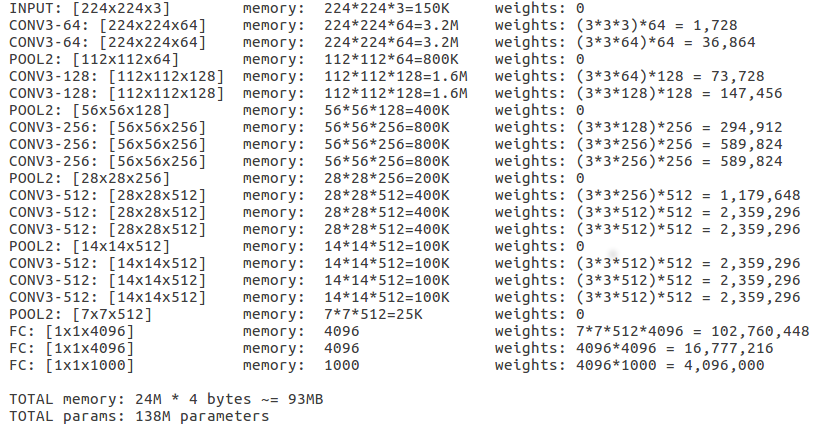 INPUT: [224x224x3] memory: 224*224*3=150K weights: 0
CONV3-64: [224x224x64] memory: 224*224*64=3.2M weights: (3*3*3)*64 = 1,728
CONV3-64: [224x224x64] memory: 224*224*64=3.2M weights: (3*3*64)*64 = 36,864
POOL2: [112x112x64] memory: 112*112*64=800K weights: 0
CONV3-128: [112x112x128] memory: 112*112*128=1.6M weights: (3*3*64)*128 = 73,728
CONV3-128: [112x112x128] memory: 112*112*128=1.6M weights: (3*3*128)*128 = 147,456
POOL2: [56x56x128] memory: 56*56*128=400K weights: 0
CONV3-256: [56x56x256] memory: 56*56*256=800K weights: (3*3*128)*256 = 294,912
CONV3-256: [56x56x256] memory: 56*56*256=800K weights: (3*3*256)*256 = 589,824
CONV3-256: [56x56x256] memory: 56*56*256=800K weights: (3*3*256)*256 = 589,824
POOL2: [28x28x256] memory: 28*28*256=200K weights: 0
CONV3-512: [28x28x512] memory: 28*28*512=400K weights: (3*3*256)*512 = 1,179,648
CONV3-512: [28x28x512] memory: 28*28*512=400K weights: (3*3*512)*512 = 2,359,296
CONV3-512: [28x28x512] memory: 28*28*512=400K weights: (3*3*512)*512 = 2,359,296
POOL2: [14x14x512] memory: 14*14*512=100K weights: 0
CONV3-512: [14x14x512] memory: 14*14*512=100K weights: (3*3*512)*512 = 2,359,296
CONV3-512: [14x14x512] memory: 14*14*512=100K weights: (3*3*512)*512 = 2,359,296
CONV3-512: [14x14x512] memory: 14*14*512=100K weights: (3*3*512)*512 = 2,359,296
POOL2: [7x7x512] memory: 7*7*512=25K weights: 0
FC: [1x1x4096] memory: 4096 weights: 7*7*512*4096 = 102,760,448
FC: [1x1x4096] memory: 4096 weights: 4096*4096 = 16,777,216
FC: [1x1x1000] memory: 1000 weights: 4096*1000 = 4,096,000
TOTAL memory: 24M * 4 bytes ~= 93MB
TOTAL params: 138M parameters